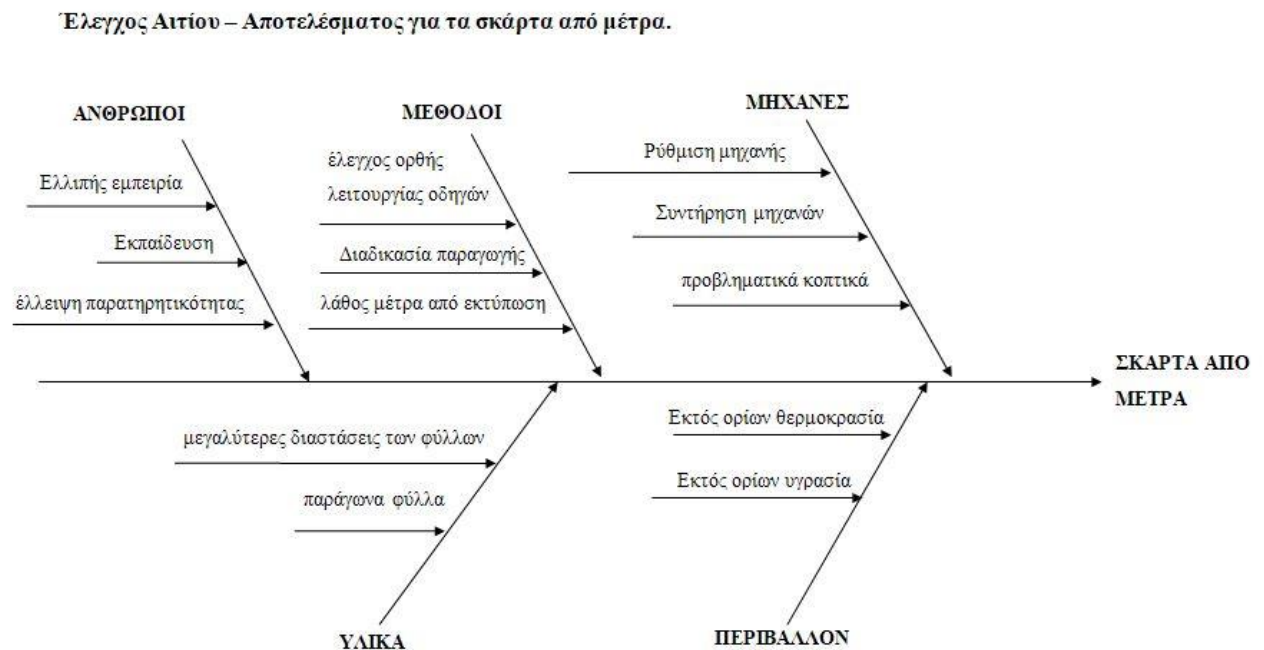 Έλεγχος Αιτίου – Αποτελέσματος για τα σκάρτα από μέτρα.
ΑΝΘΡΩΠΟΙ
Ελλιπής εμπειρία
Εκπαίδευση
έλλειψη παρατηρητικότητας
ΜΕΘΟΔΟΙ
έλεγχος ορθής
λειτουργίας οδηγών
Διαδικασία παραγωγής
λάθος μέτρα από εκτύπωση
ΜΗΧΑΝΕΣ
Ρύθμιση μηχανής
Συντήρηση μηχανών
προβληματικά κοπτικά
ΣΚΑΡΤΑ ΑΠΟ
ΜΕΤΡΑ
μεγαλύτερες διαστάσεις των φύλλων
παράγωνα φύλλα
ΥΛΙΚΑ
Εκτός ορίων θερμοκρασία
Εκτός ορίων υγρασία
ΠΕΡΙΒΑΛΛΟΝ